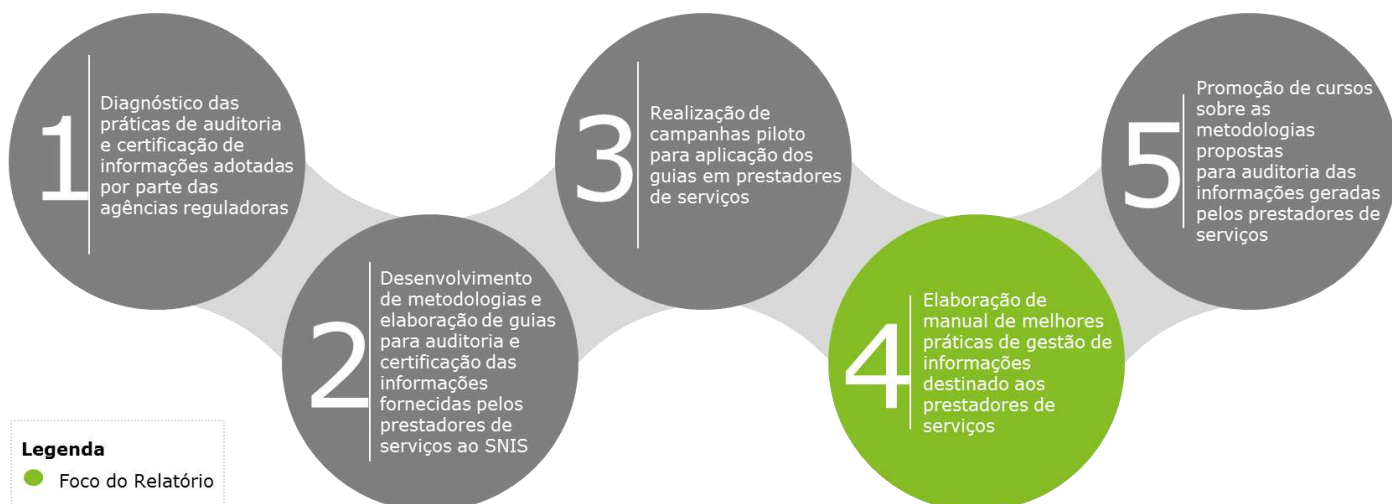 1
Diagnóstico das
práticas de auditoria
e certificação de
informações adotadas
por parte das
agências reguladoras
2
Desenvolvimento
de metodologias e
elaboração de guias
para auditoria e
certificação das
informações
fornecidas pelos
prestadores de
serviços ao SNIS
3
Realização de
campanhas piloto
para aplicação dos
guias em prestadores
de serviços
4
Elaboração de
manual de melhores
práticas de gestão de
informações
destinado aos
prestadores de
serviços
5
Promoção de cursos
sobre as
metodologias
propostas
para auditoria das
informações geradas
pelos prestadores de
serviços
Legenda
Foco do Relatório